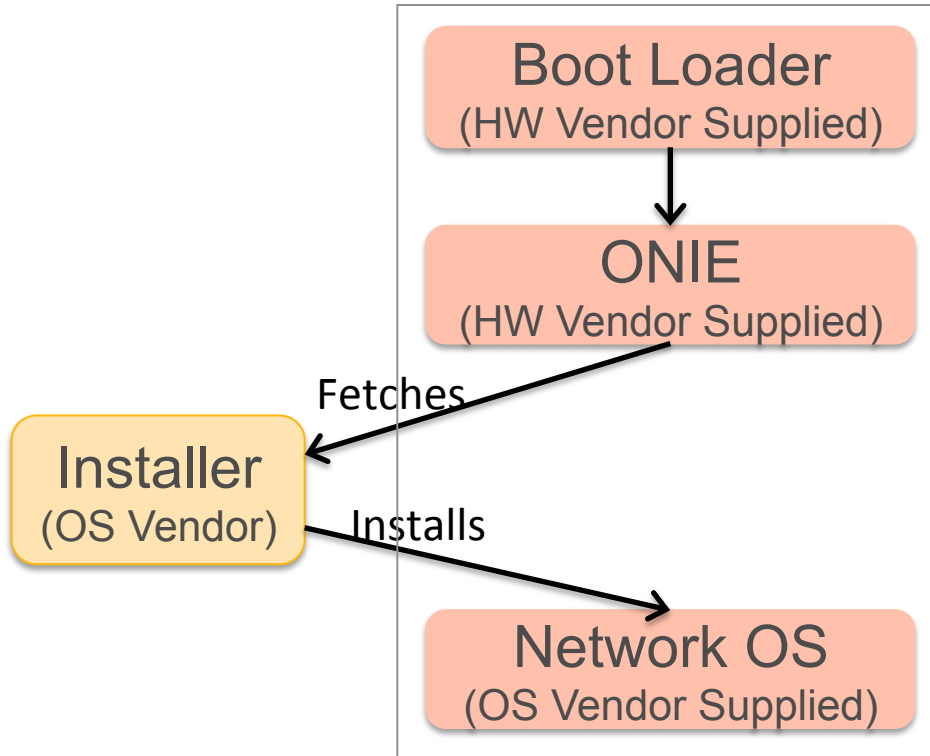 Boot Loader
(HW Vendor Supplied)
ONIE
(HW Vendor Supplied)
Fetches
Installer
(OS Vendor)
Installs
Network OS
(OS Vendor Supplied)